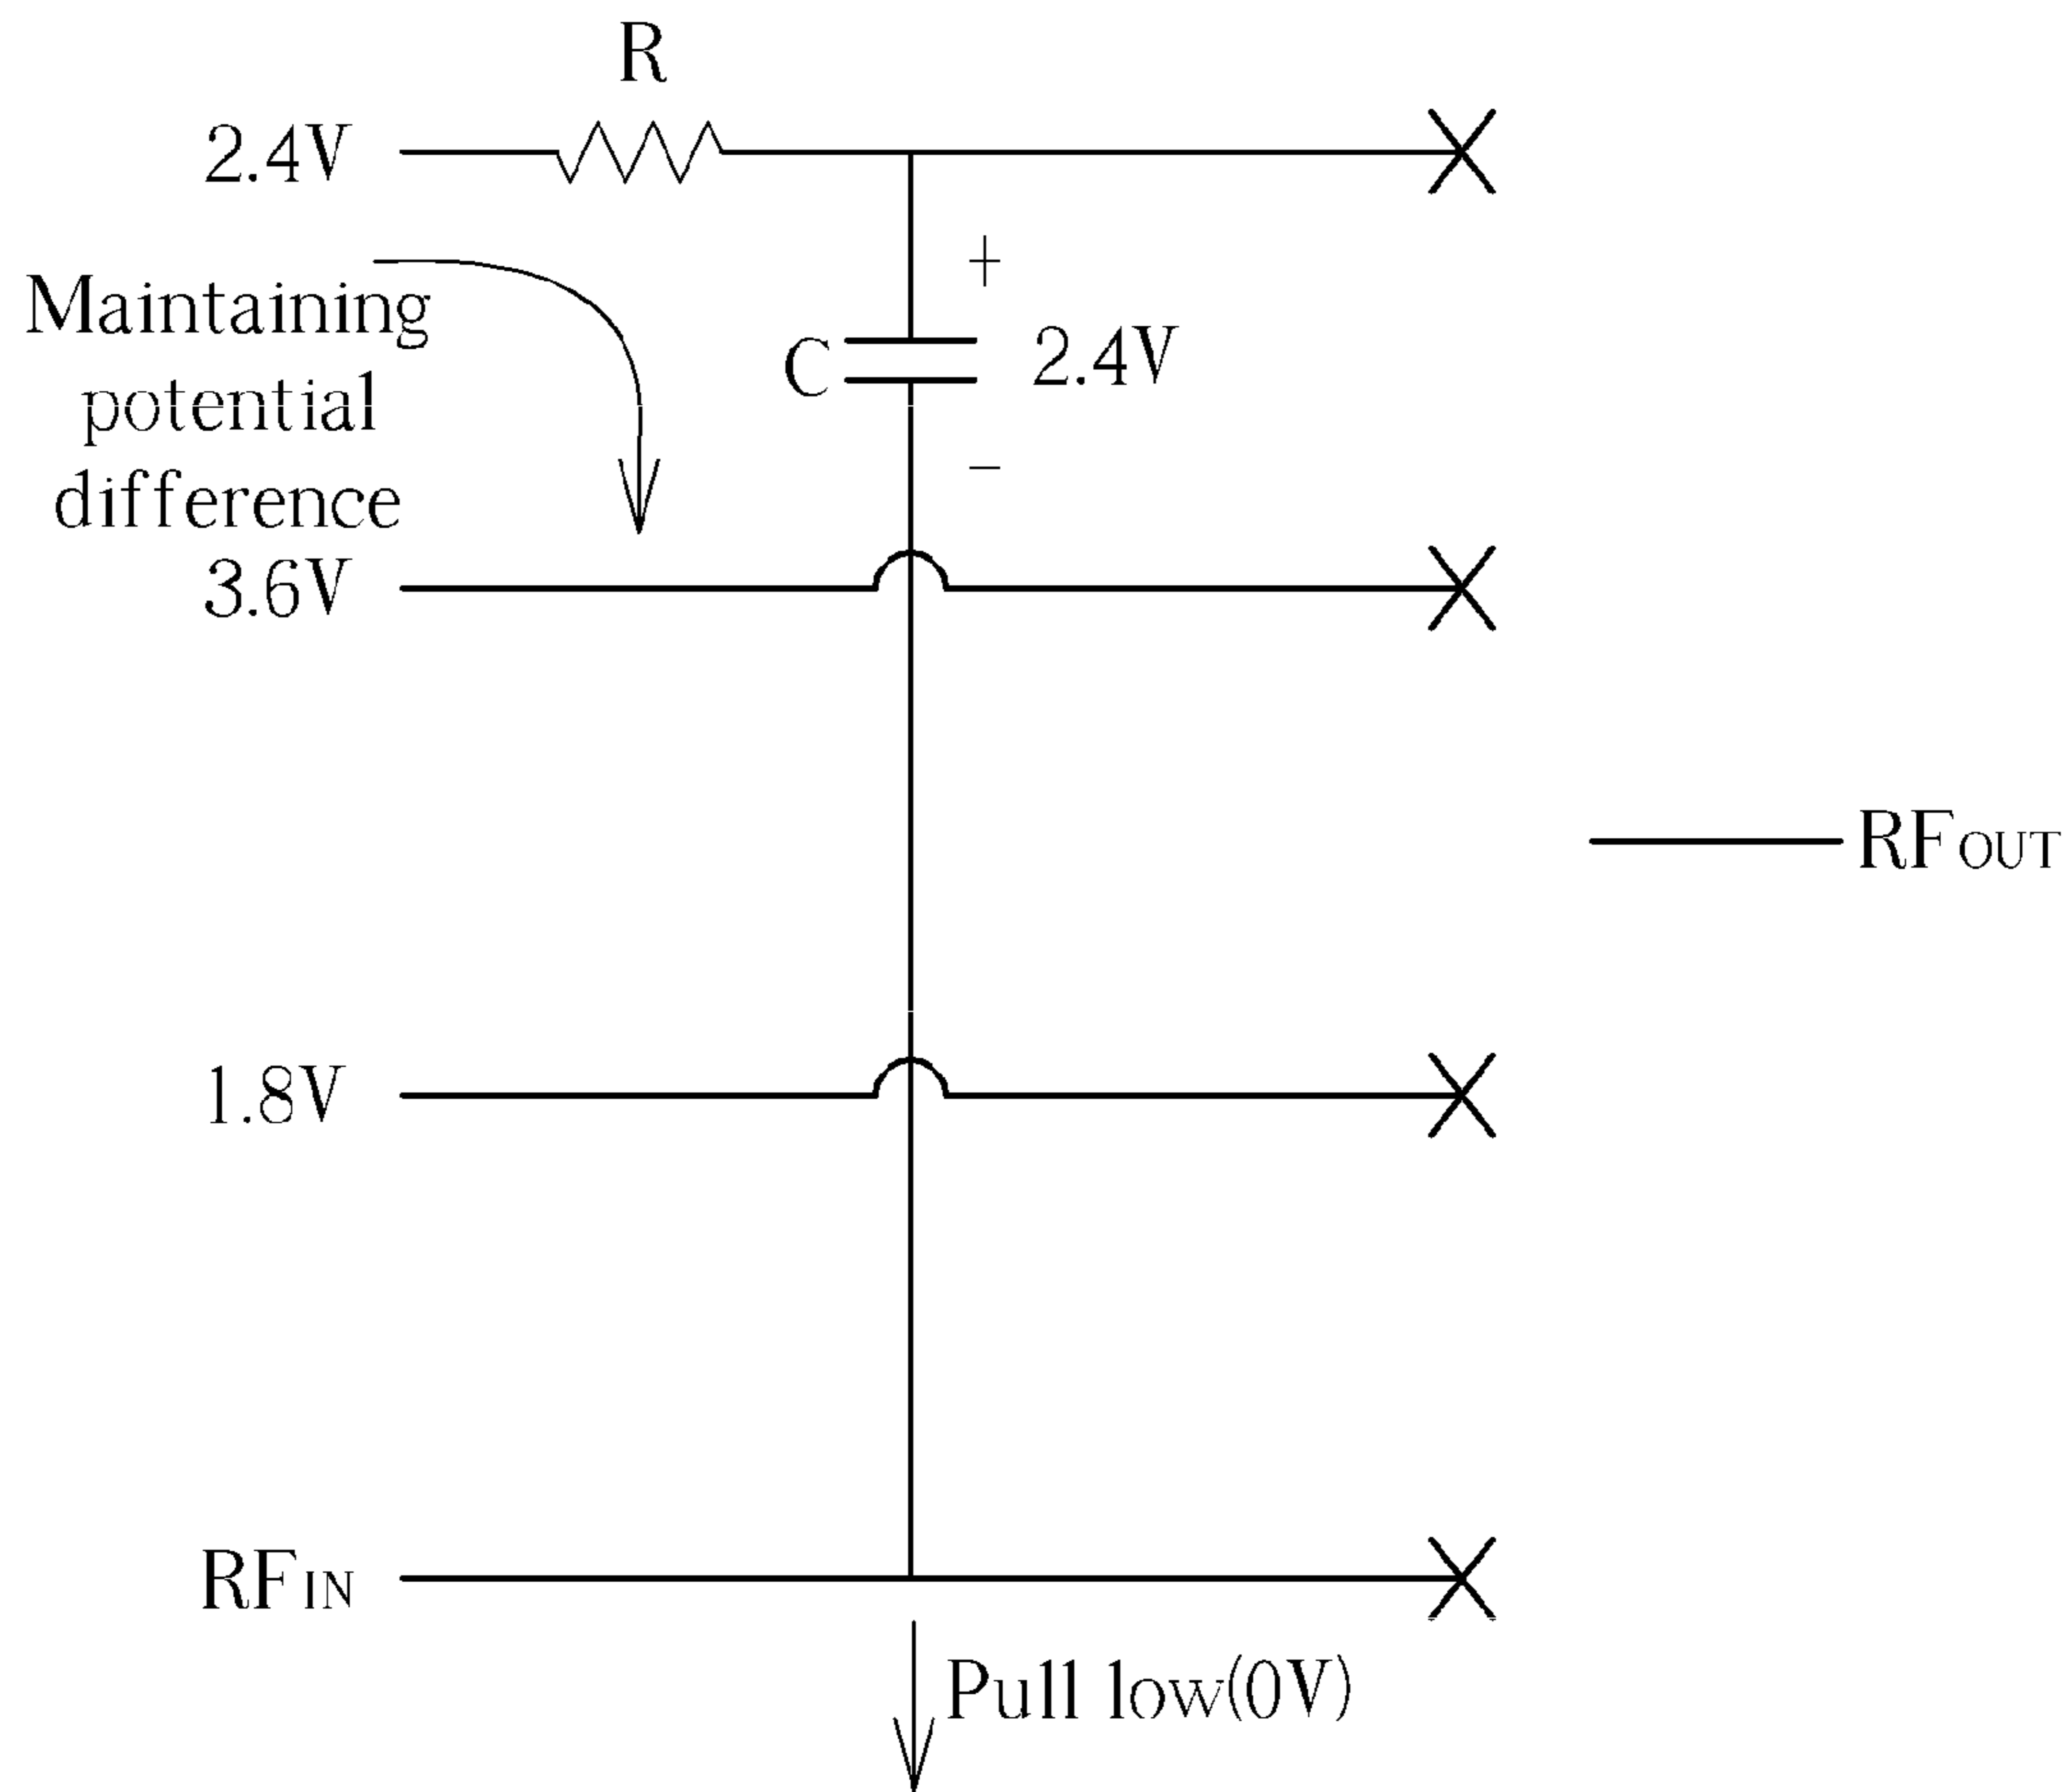 R
2.4V
Maintaining
potential
difference
+
C
2.4V
−
3.6V
RFOUT
1.8V
RFIN
Pull low(0V)